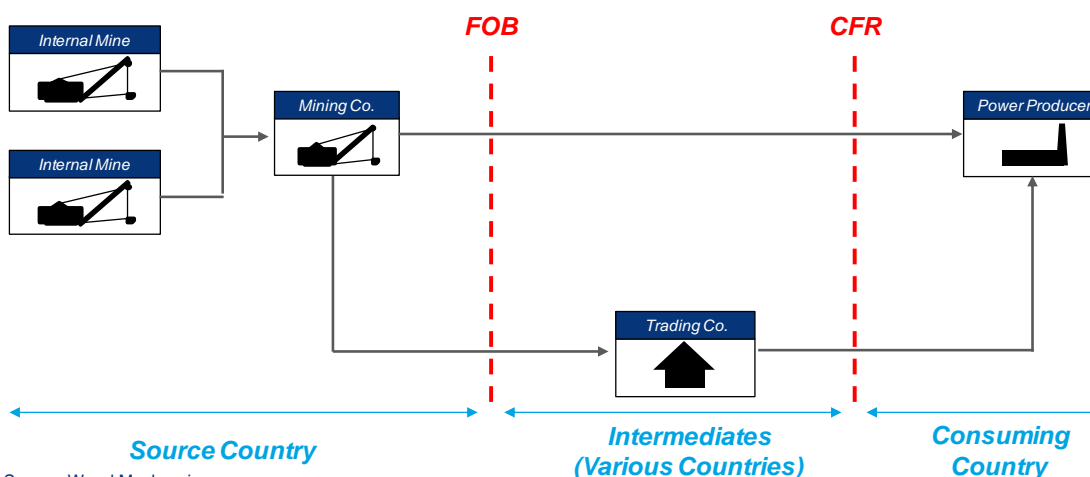 FOB
CFR
Internal Mine
Mining Co.
Power Producer
Internal Mine
Trading Co.
Source Country
Intermediates
(Various Countries)
Consuming
Country